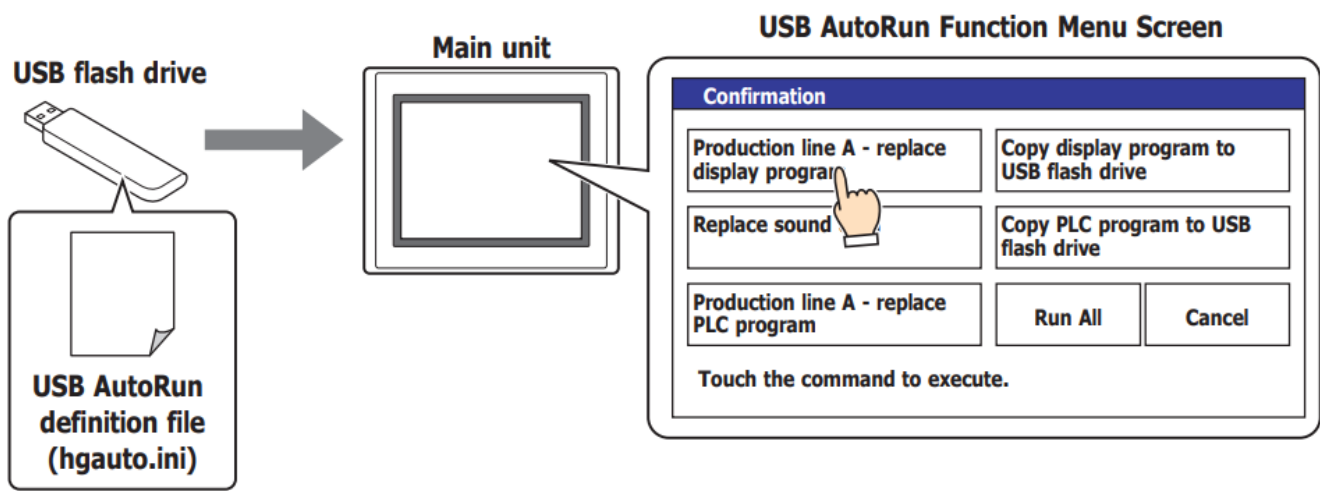 USB AutoRun Function Menu Screen
Main unit
USB flash drive
Confirmation
Production line A - replace
display program
Copy display program to
USB flash drive
Replace sound
Copy PLC program to USB
flash drive
Production line A - replace
PLC program
Run All
Cancel
Touch the command to execute.
USB AutoRun
definition file
(hgauto.ini)